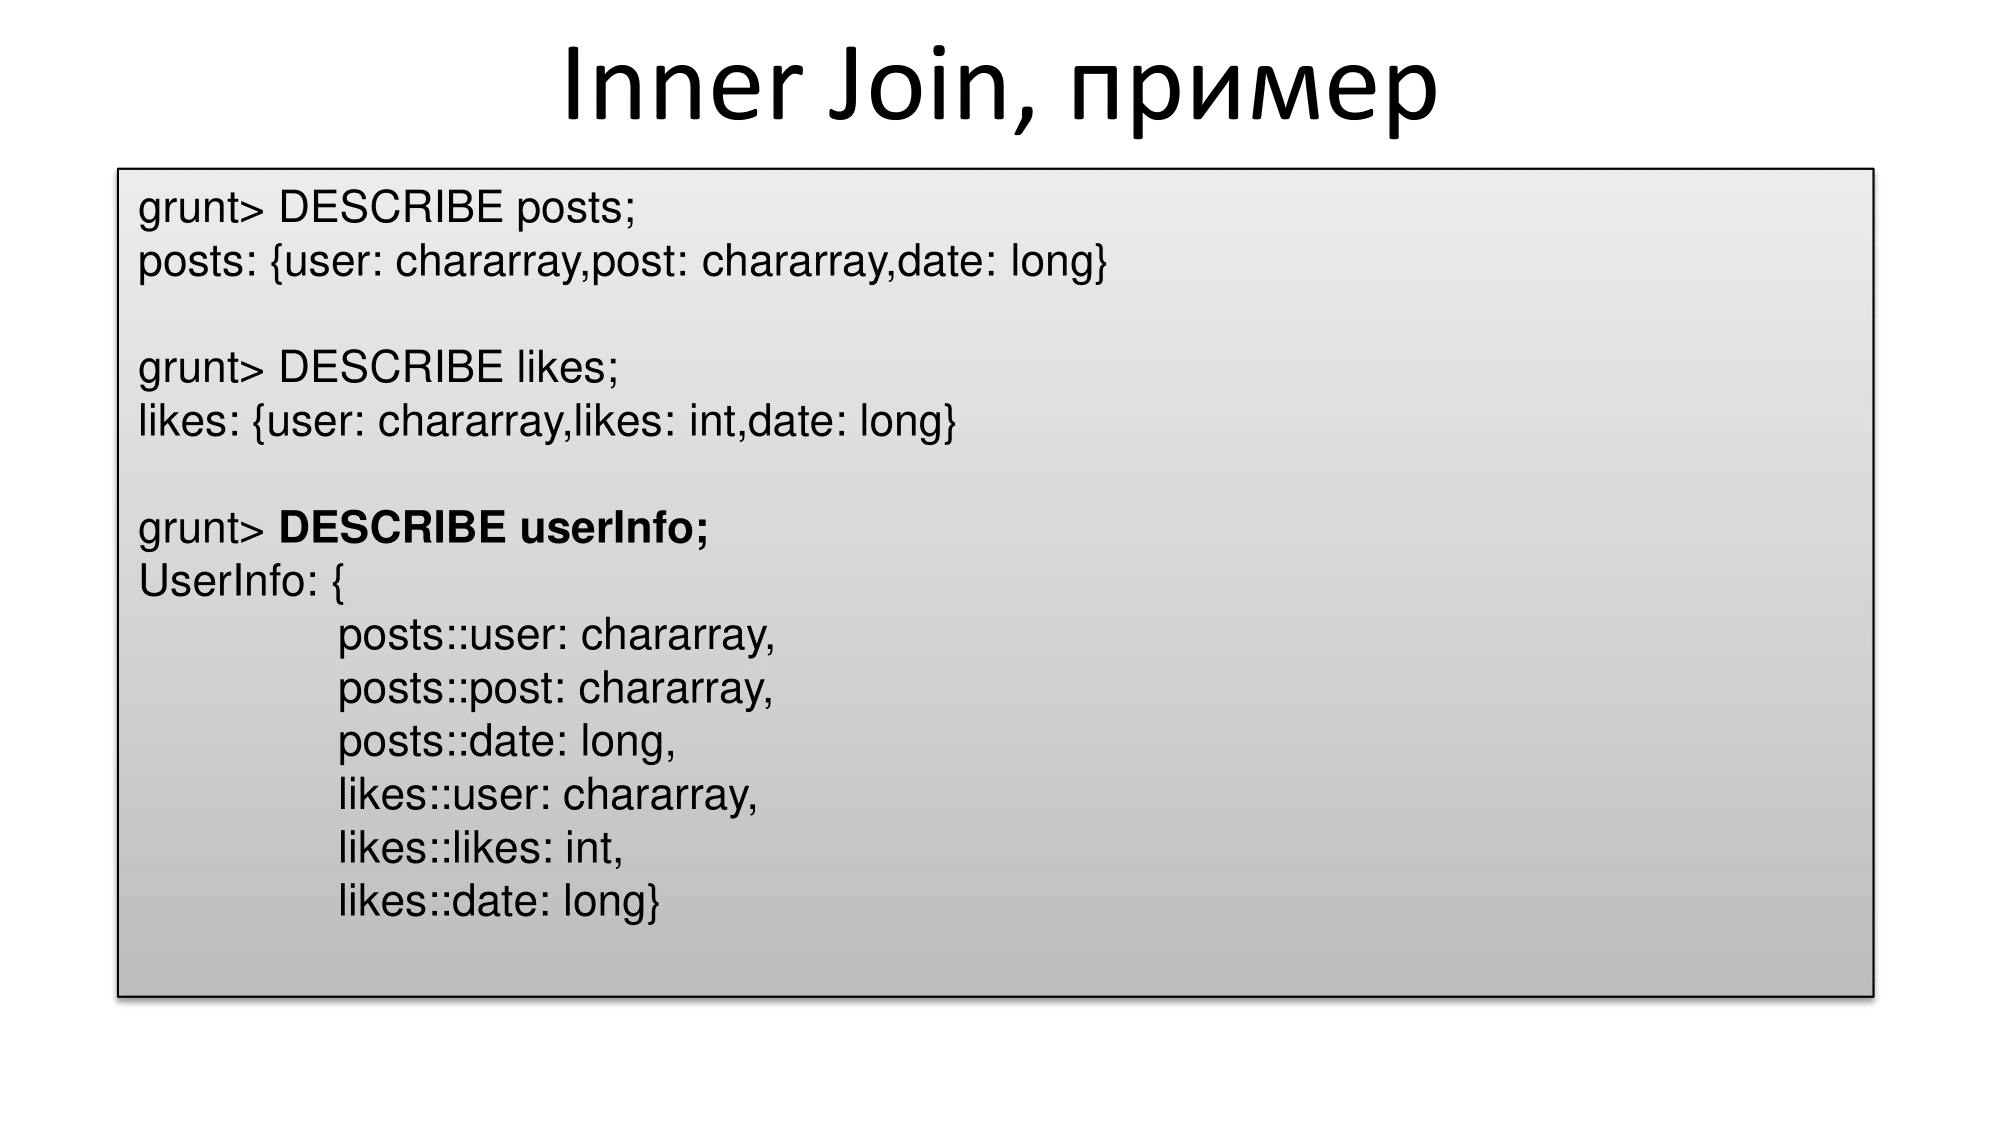 Inner Join, пример
grunt> DESCRIBE posts;
posts: {user: chararray,post: chararray,date: long}
grunt> DESCRIBE likes;
likes: {user: chararray,likes: int,date: long}
grunt> DESCRIBE userInfo;
UserInfo: {
posts::user: chararray,
posts::post: chararray,
posts::date: long,
likes::user: chararray,
likes::likes: int,
likes::date: long}